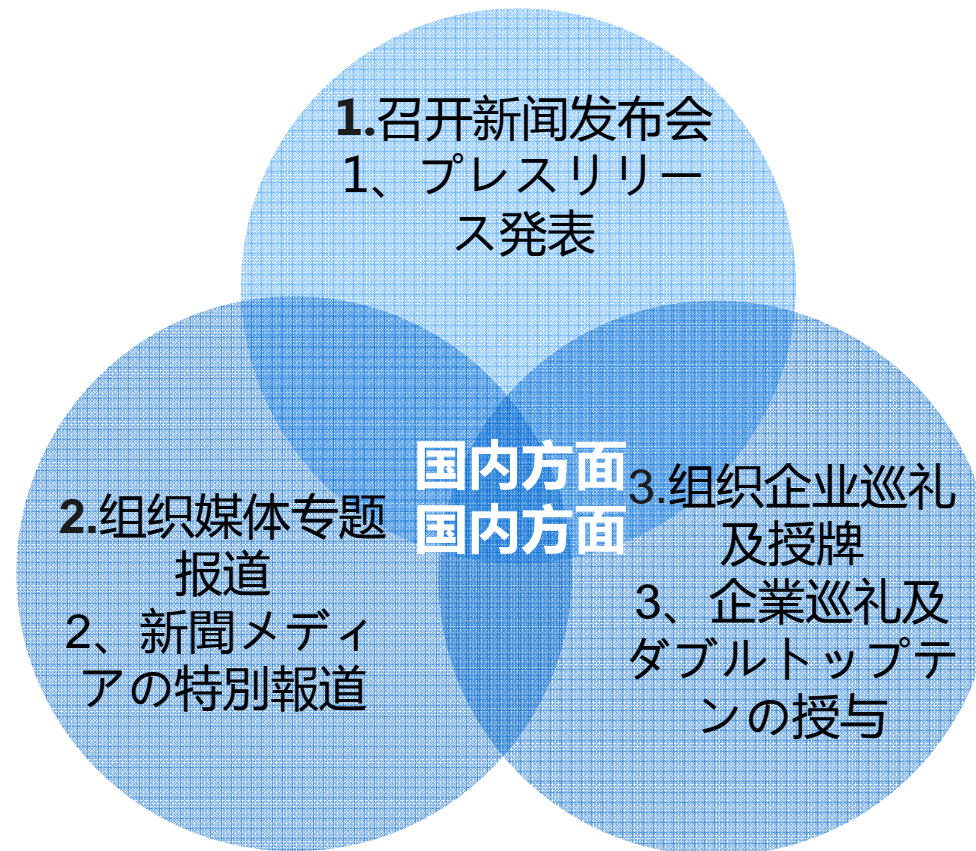 1.召开新闻发布会
1、プレスリリー
ス発表
国内方面
国内方面
2.组织媒体专题
报道
2、新聞メディ
アの特別報道
3.组织企业巡礼
及授牌
3、企業巡礼及
ダブルトップテ
ンの授与